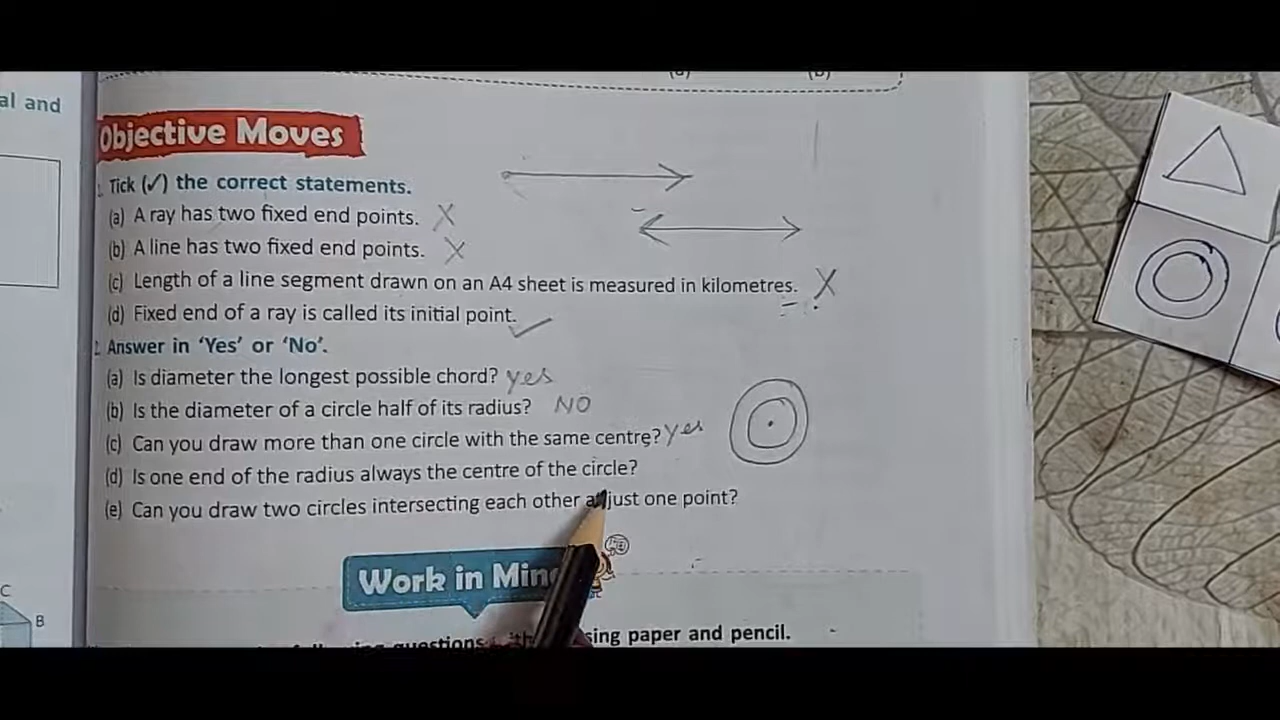 (a) (b)
al and
Objective Moves
Tick (✓) the correct statements.
(a) A ray has two fixed end points. X
(b) A line has two fixed end points. X
(c) Length of a line segment drawn on an A4 sheet is measured in kilometres. X
(d) Fixed end of a ray is called its initial point. ✓
Answer in ‘Yes’ or ‘No’.
(a) Is diameter the longest possible chord? yes
(b) Is the diameter of a circle half of its radius? NO
(c) Can you draw more than one circle with the same centre? yes
(d) Is one end of the radius always the centre of the circle?
(e) Can you draw two circles intersecting each other just one point?
Work in
C
B
questions sing paper and pencil.